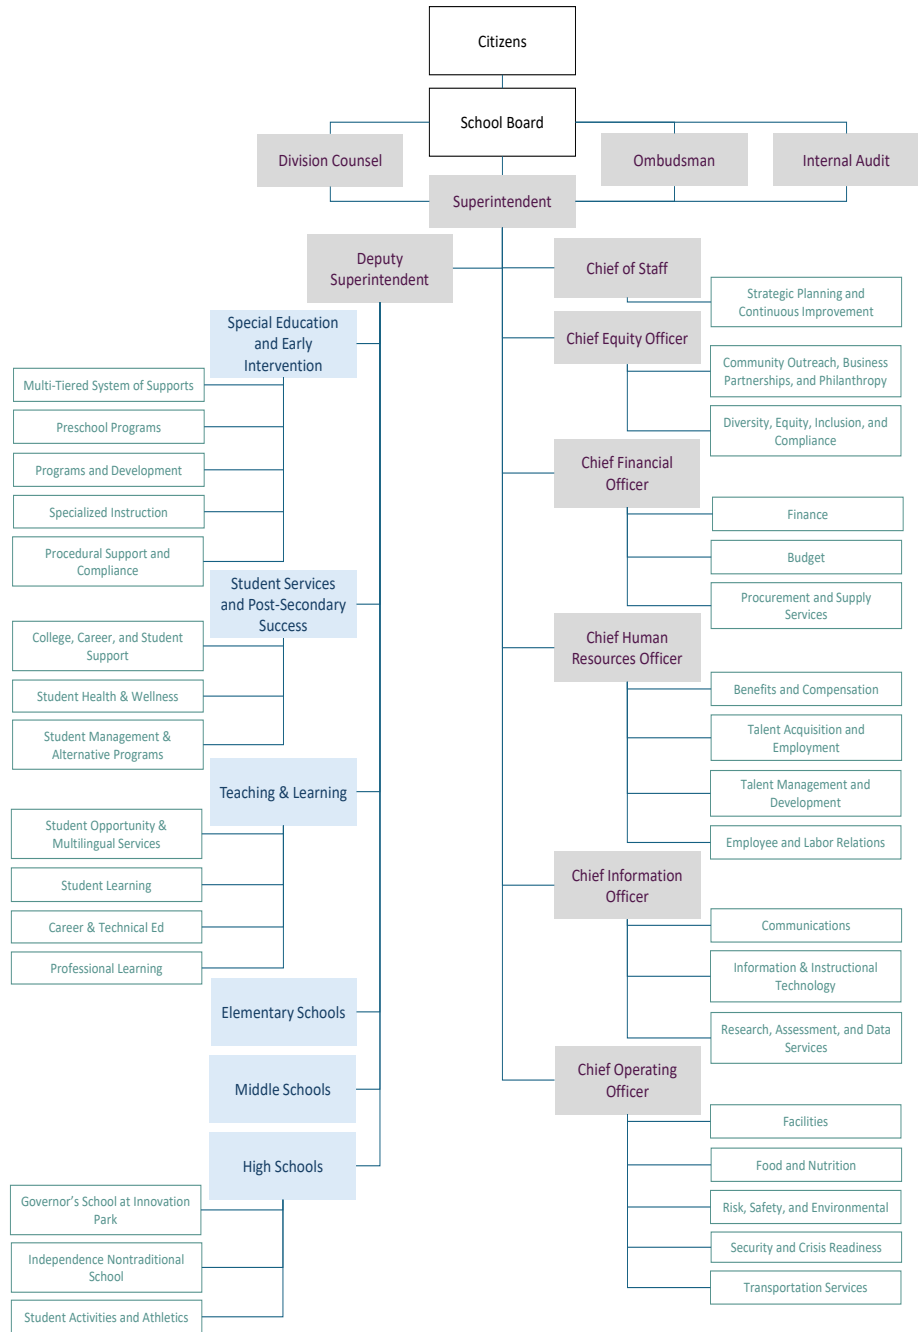 Citizens
School Board
Division Counsel
Ombudsman
Internal Audit
Superintendent
Deputy
Superintendent
Chief of Staff
Strategic Planning and
Continuous Improvement
Special Education
and Early
Intervention
Chief Equity Officer
Multi-Tiered System of Supports
Preschool Programs
Programs and Development
Specialized Instruction
Procedural Support and
Compliance
Community Outreach, Business
Partnerships, and Philanthropy
Diversity, Equity, Inclusion, and
Compliance
Chief Financial
Officer
Finance
Budget
Procurement and Supply
Services
Student Services
and Post-Secondary
Success
College, Career, and Student
Support
Student Health & Wellness
Student Management &
Alternative Programs
Chief Human
Resources Officer
Benefits and Compensation
Talent Acquisition and
Employment
Talent Management and
Development
Employee and Labor Relations
Teaching & Learning
Student Opportunity &
Multilingual Services
Student Learning
Career & Technical Ed
Professional Learning
Chief Information
Officer
Communications
Information & Instructional
Technology
Research, Assessment, and Data
Services
Elementary Schools
Middle Schools
High Schools
Governor's School at Innovation
Park
Independence Nontraditional
School
Student Activities and Athletics
Chief Operating
Officer
Facilities
Food and Nutrition
Risk, Safety, and Environmental
Security and Crisis Readiness
Transportation Services